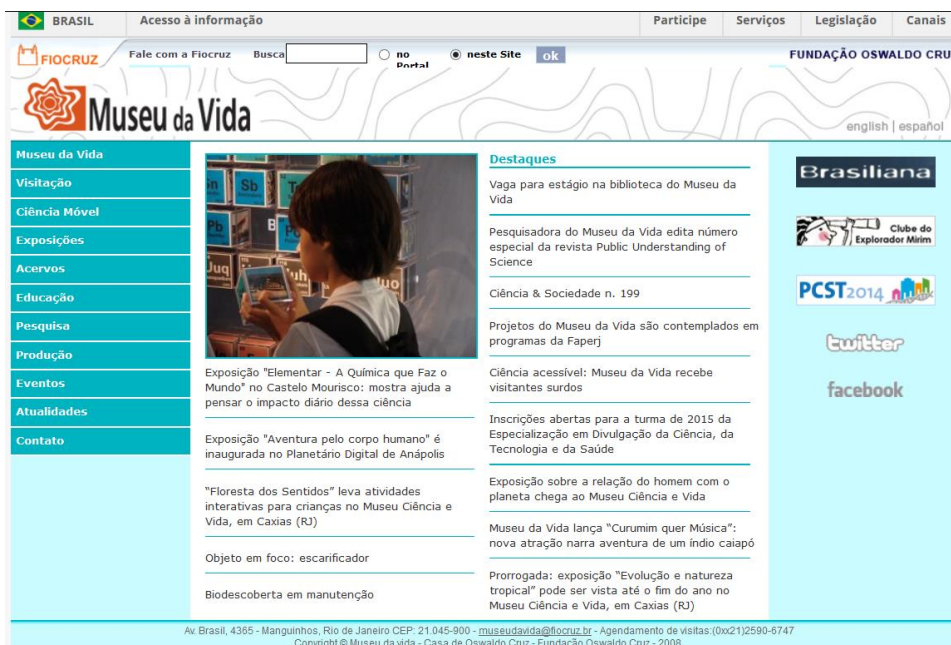 BRASIL Acesso à informação Participe Serviços Legislação Canais
FIOCRUZ Fale com a Fiocruz Busca no Portal neste Site ok FUNDAÇÃO OSWALDO CRU
Museu da Vida
english | español
Museu da Vida
Visitação
Ciência Móvel
Exposições
Acervos
Educação
Pesquisa
Produção
Eventos
Atualidades
Contato
Sb
Pb
Uuq
Exposição "Elementar - A Química que Faz o
Mundo" no Castelo Mourisco: mostra ajuda a
pensar o impacto diário dessa ciência
Exposição "Aventura pelo corpo humano" é
inaugurada no Planetário Digital de Anápolis
"Floresta dos Sentidos" leva atividades
interativas para crianças no Museu Ciência e
Vida, em Caxias (RJ)
Objeto em foco: escarificador
Biodescoberta em manutenção
Destaques
Vaga para estágio na biblioteca do Museu da
Vida
Pesquisadora do Museu da Vida edita número
especial da revista Public Understanding of
Science
Ciência & Sociedade n. 199
Projetos do Museu da Vida são contemplados em
programas da Faperj
Ciência acessível: Museu da Vida recebe
visitantes surdos
Inscrições abertas para a turma de 2015 da
Especialização em Divulgação da Ciência, da
Tecnologia e da Saúde
Exposição sobre a relação do homem com o
planeta chega ao Museu Ciência e Vida
Museu da Vida lança "Curumim quer Música":
nova atração narra aventura de um índio caiapó
Prorrogada: exposição "Evolução e natureza
tropical" pode ser vista até o fim do ano no
Museu Ciência e Vida, em Caxias (RJ)
Brasiliana
Clube do
Explorador Mirim
PCST2014
twitter
facebook
Av. Brasil, 4365 - Manguinhos, Rio de Janeiro CEP: 21.045-900 - museudavida@fiocruz.br - Agendamento de visitas:(0xx21)2590-6747
Copyright © Museu da vida - Casa de Oswaldo Cruz - Fundação Oswaldo Cruz - 2008